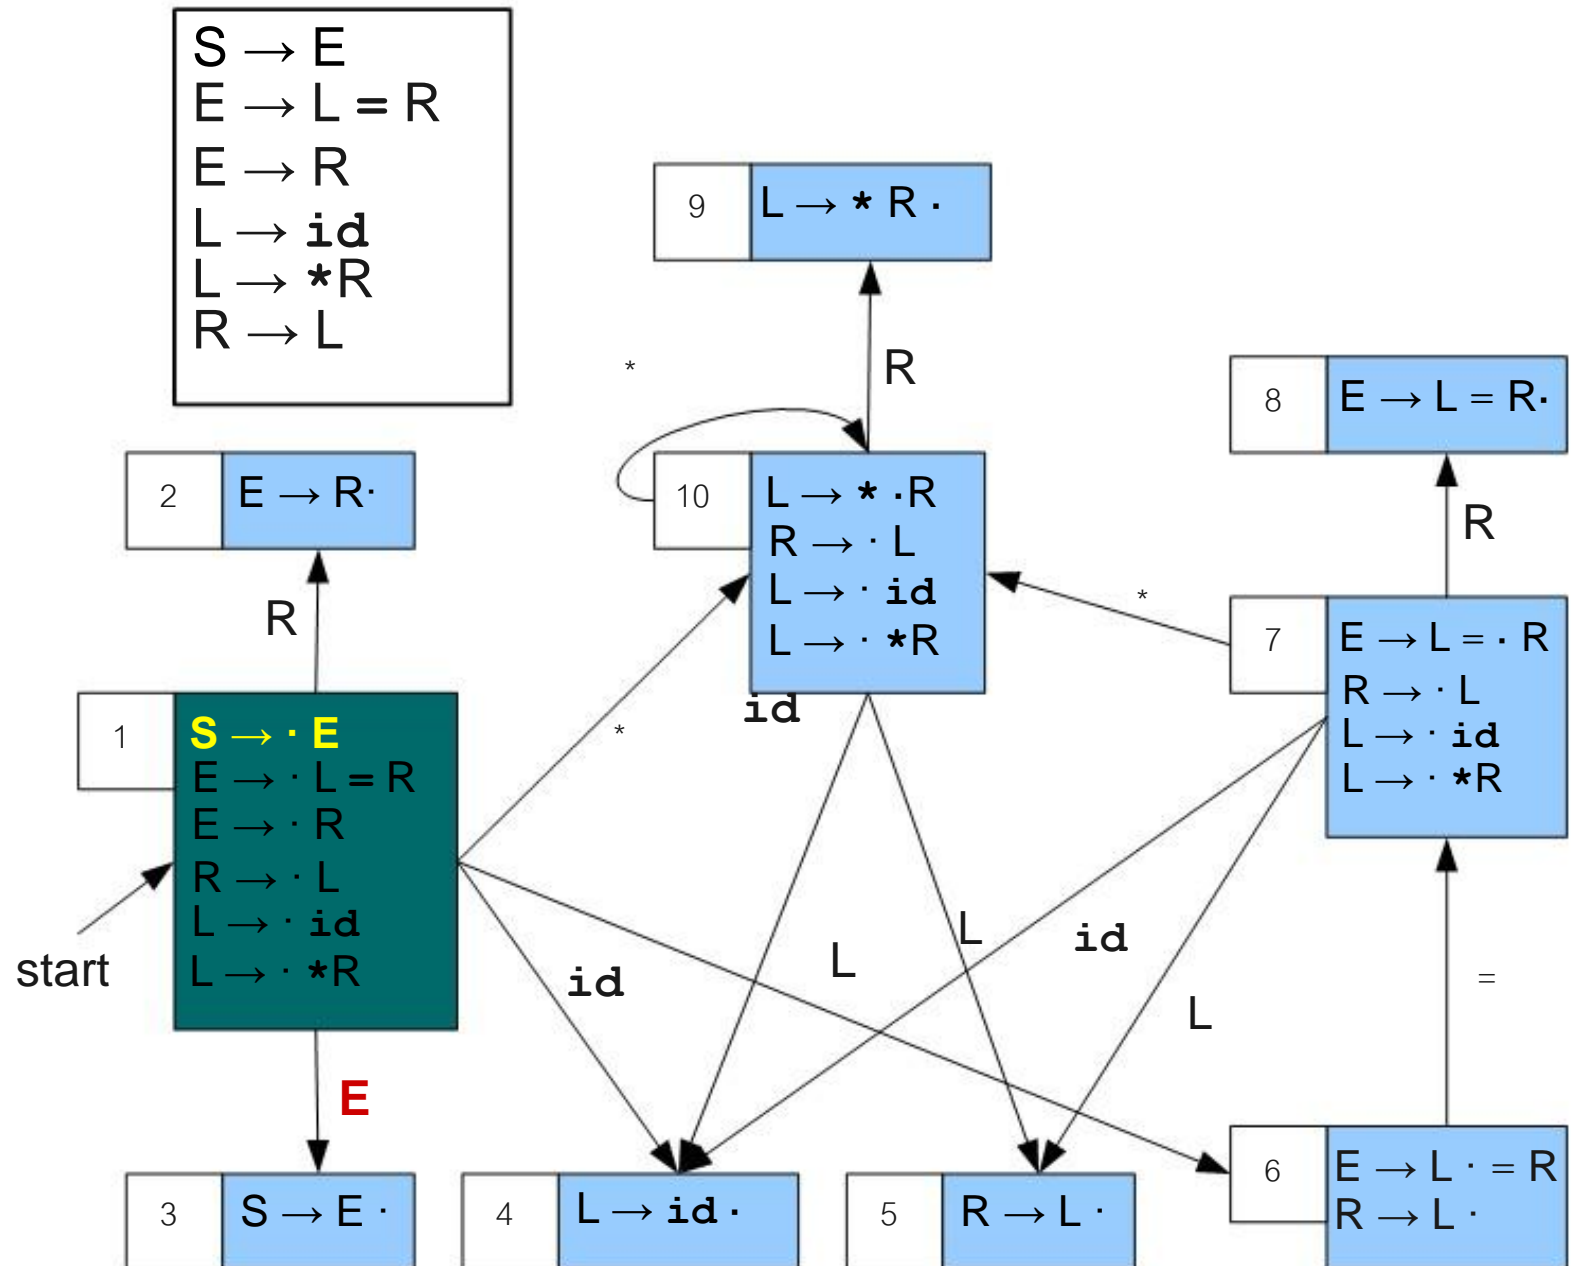 S → E
E → L = R
E → R
L → id
L → *R
R → L
9
L → * R ·
*
R
8
E → L = R·
2
E → R·
10
L → * ·R
R → · L
L → · id
L → · *R
R
R
*
7
E → L = · R
R → · L
L → · id
L → · *R
1
S → · E
E → · L = R
E → · R
R → · L
L → · id
L → · *R
id
*
start
id
L
L
id
L
=
E
3
S → E ·
4
L → id ·
5
R → L ·
6
E → L · = R
R → L ·